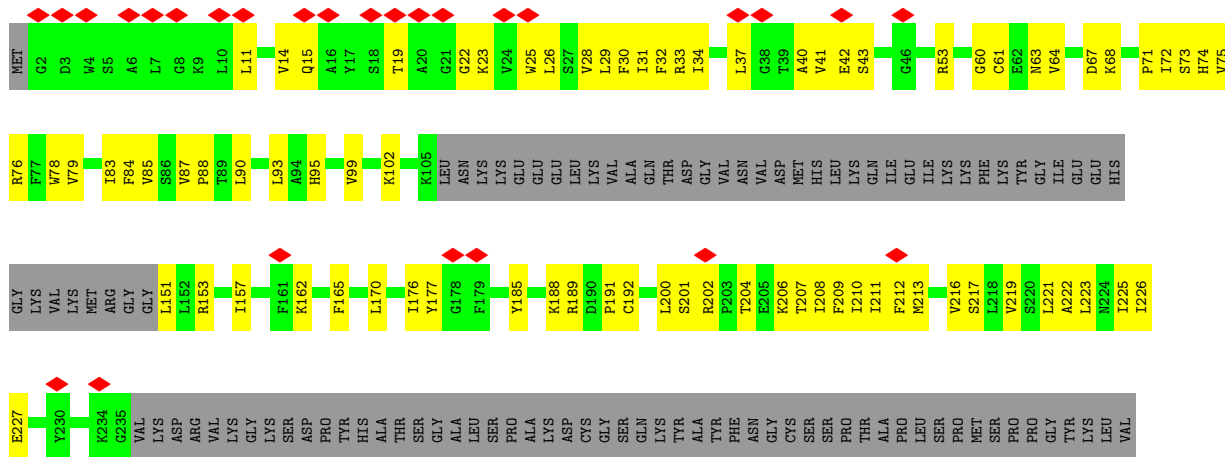 MET G2 D3 W4 S5 A6 L7 G8 K9 L10 L11 V14 Q15 A16 Y17 S18 T19 A20 G21 G22 K23 V24 W25 L26 S27 V28 L29 F30 I31 F32 R33 I34 L37 G38 T39 A40 V41 E42 S43 G46 R53 G60 C61 E62 N63 V64 D67 K68 P71 I72 S73 H74 V75
R76 F77 W78 V79 I83 F84 V85 S86 V87 P88 T89 L90 L93 A94 H95 V99 K102 K105 LEU ASN LYS LYS GLU GLU GLU LEU LYS VAL ALA GLN THR ASP GLY VAL ASN VAL ASP MET HIS LEU LYS GLN ILE GLU ILE LYS LYS PHE LYS TYR GLY ILE GLU GLU HIS
GLY LYS VAL LYS MET ARG GLY GLY L151 L152 R153 I157 F161 K162 F165 L170 I176 Y177 G178 F179 Y185 K188 R189 D190 P191 C192 L200 S201 R202 P203 T204 E205 K206 T207 I208 F209 I210 I211 F212 M213 V216 S217 L218 V219 S220 L221 A222 L223 N224 I225 I226
E227 Y230 K234 G235 VAL LYS ASP ARG VAL LYS GLY LYS SER ASP PRO TYR HIS ALA THR SER GLY ALA LEU SER PRO ALA LYS ASP CYS GLY SER GLN LYS TYR ALA TYR PHE ASN GLY CYS SER SER PRO THR ALA PRO LEU SER PRO MET SER PRO PRO GLY TYR LYS LEU VAL